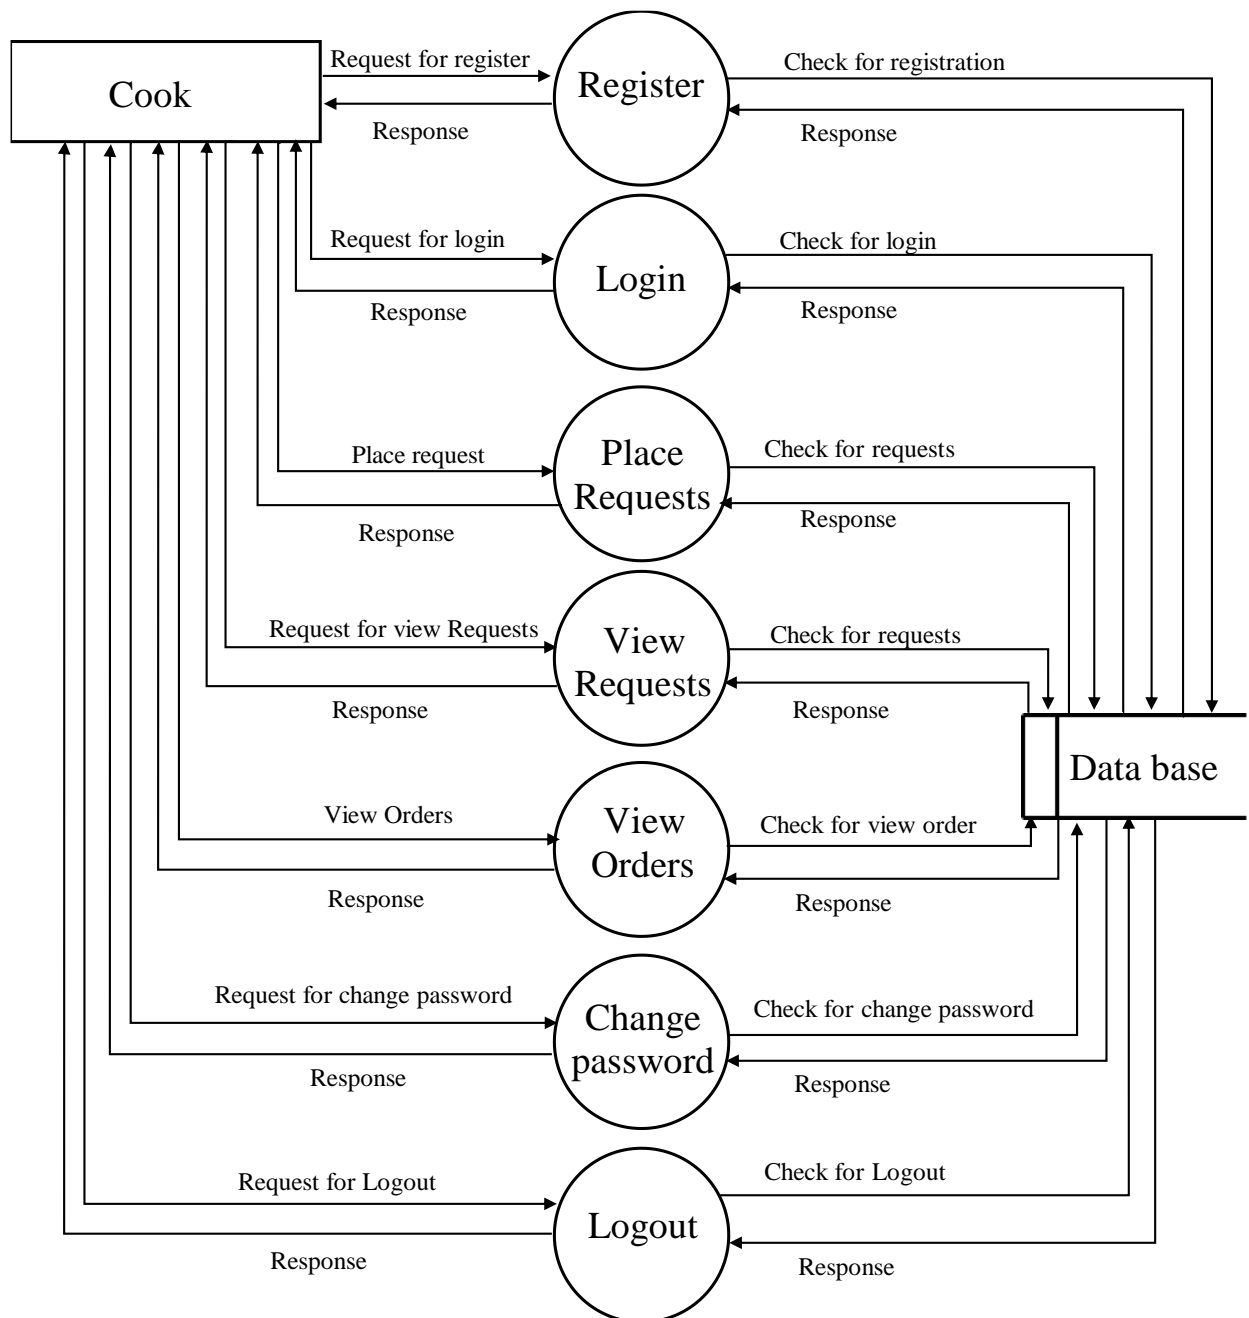 Cook
Request for register
Response
Register
Check for registration
Response
Request for login
Response
Login
Check for login
Response
Place request
Response
Place
Requests
Check for requests
Response
Request for view Requests
Response
View
Requests
Check for requests
Response
Data base
View Orders
Response
View
Orders
Check for view order
Response
Request for change password
Response
Change
password
Check for change password
Response
Request for Logout
Response
Logout
Check for Logout
Response